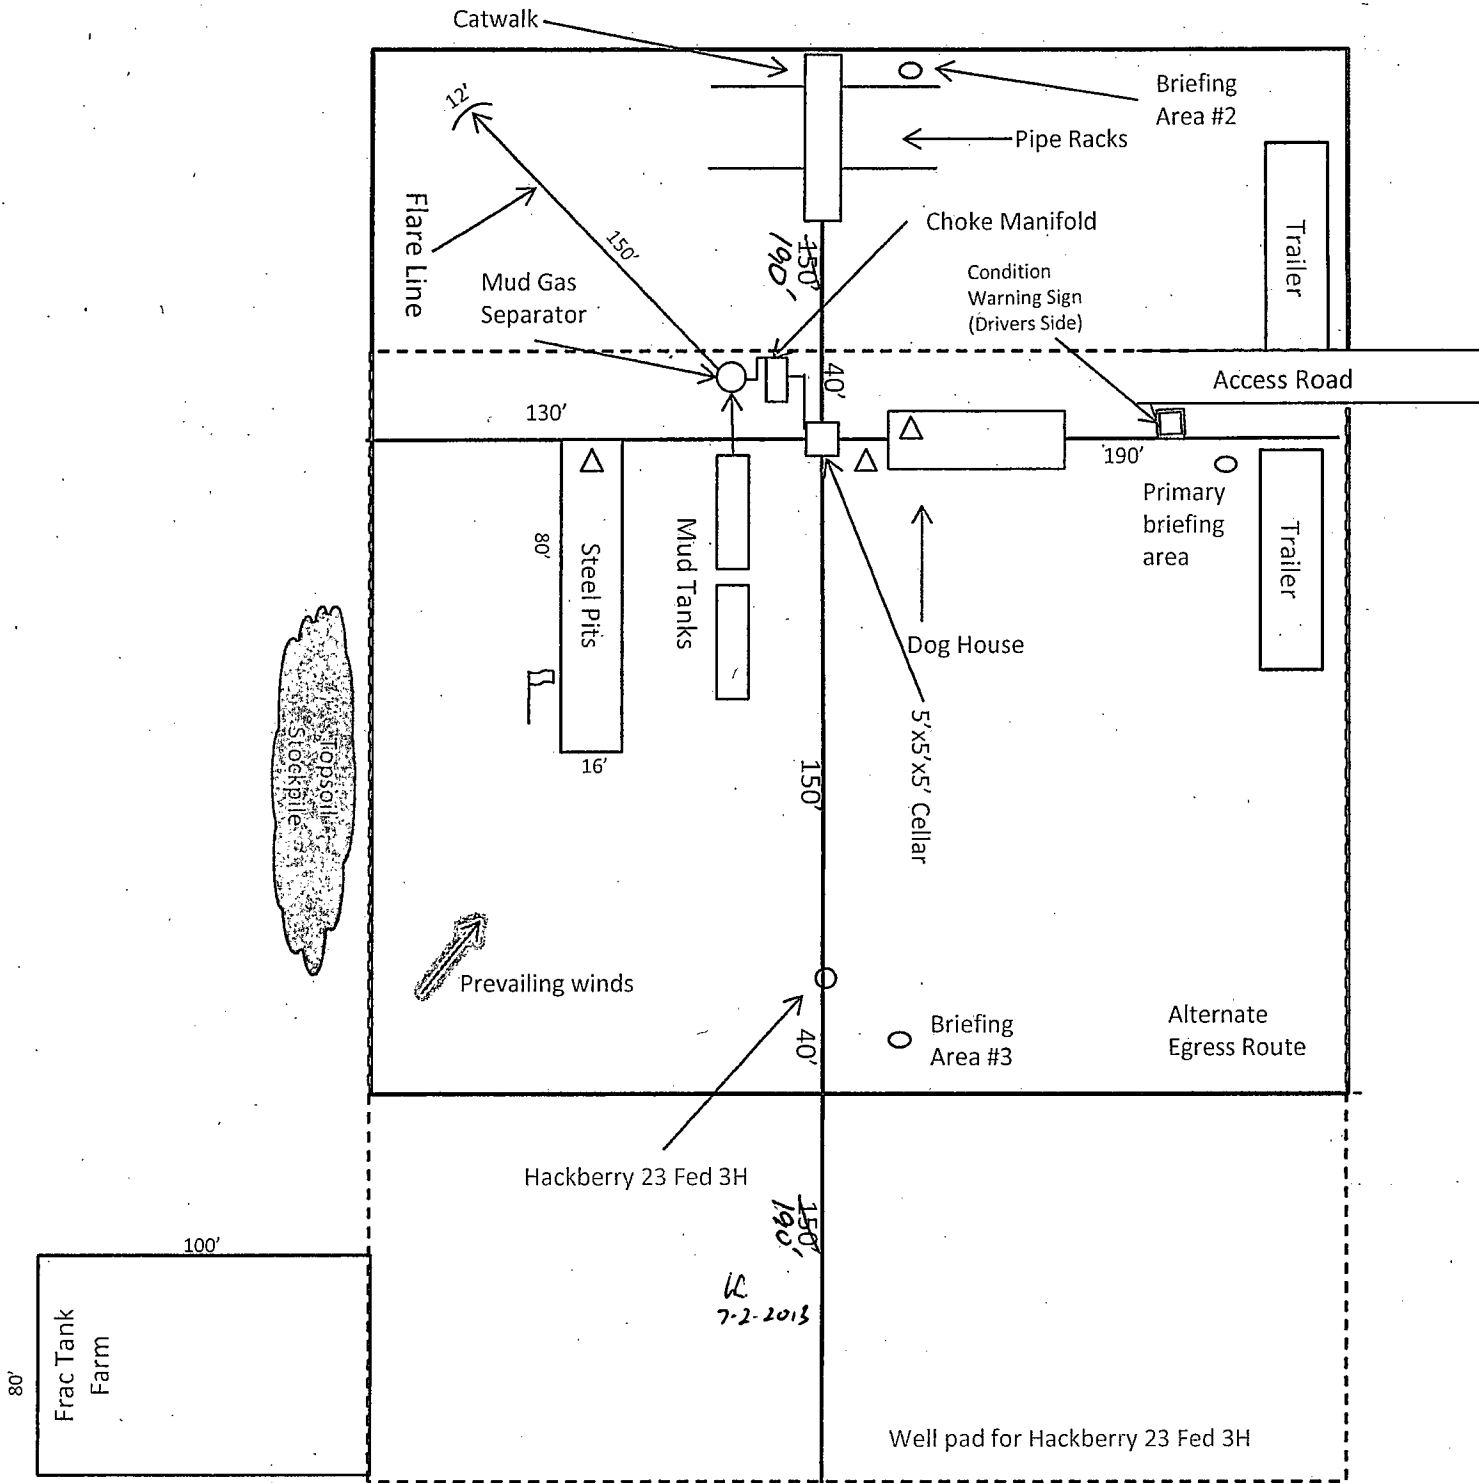 Catwalk
12'
Briefing
Area #2
Pipe Racks
Flare Line
150'
Choke Manifold
150'
190'
Mud Gas
Separator
Condition
Warning Sign
(Drivers Side)
Trailer
40'
Access Road
130'
190'
Primary
briefing
area
Trailer
80'
Steel Pits
Mud Tanks
Dog House
16'
5'x5'x5' Cellar
150'
Topsoil
Stockpile
Prevailing winds
40'
Briefing
Area #3
Alternate
Egress Route
Hackberry 23 Fed 3H
150'
190'
7-2-2013
100'
80'
Frac Tank
Farm
Well pad for Hackberry 23 Fed 3H